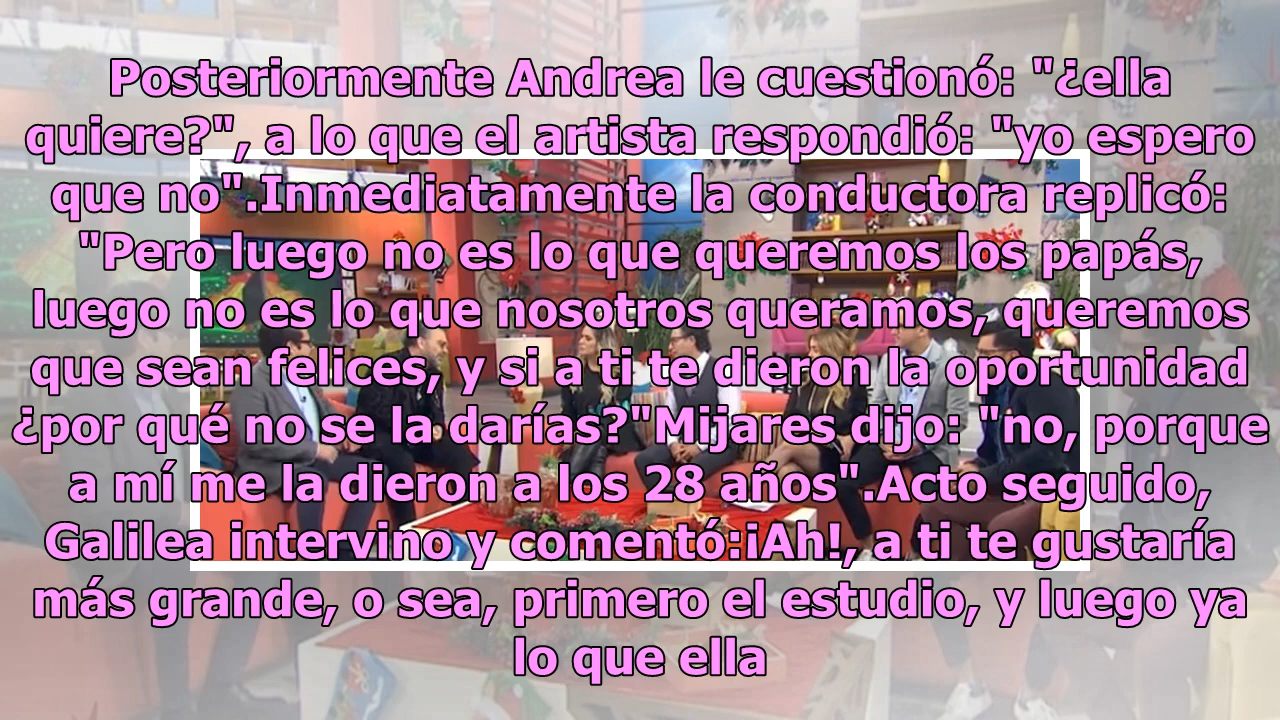 Posteriormente Andrea le cuestionó: "¿ella
quiere?", a lo que el artista respondió: "yo espero
que no".Inmediatamente la conductora replicó:
"Pero luego no es lo que queremos los papás,
luego no es lo que nosotros queramos, queremos
que sean felices, y si a ti te dieron la oportunidad
¿por qué no se la darías?"Mijares dijo: "no, porque
a mí me la dieron a los 28 años".Acto seguido,
Galilea intervino y comentó:¡Ah!, a ti te gustaría
más grande, o sea, primero el estudio, y luego ya
lo que ella